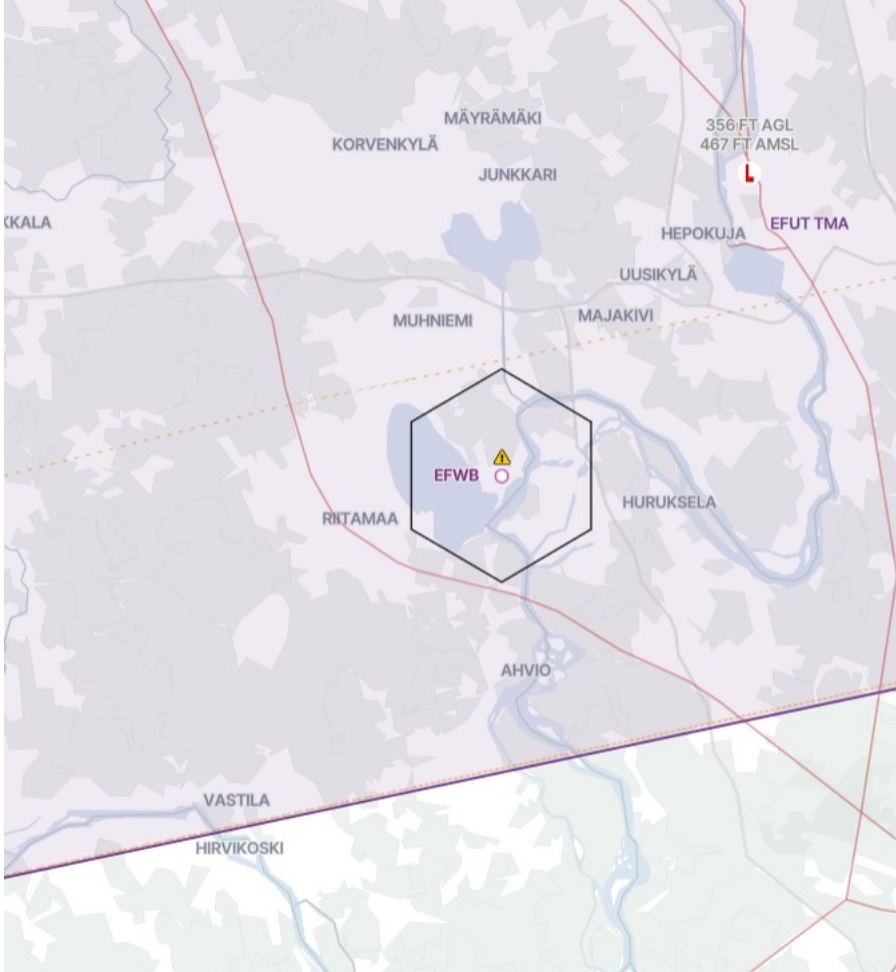 MÄYRÄMÄKI
356 FT AGL
467 FT AMSL
KORVENKYLÄ
JUNKKARI
KKALA
EFUT TMA
HEPOKUJA
UUSIKYLÄ
MUHNIEMI
MAJAKIVI
EFWB
HURUKSELA
RIITAMAA
AHVIO
VASTILA
HIRVIKOSKI